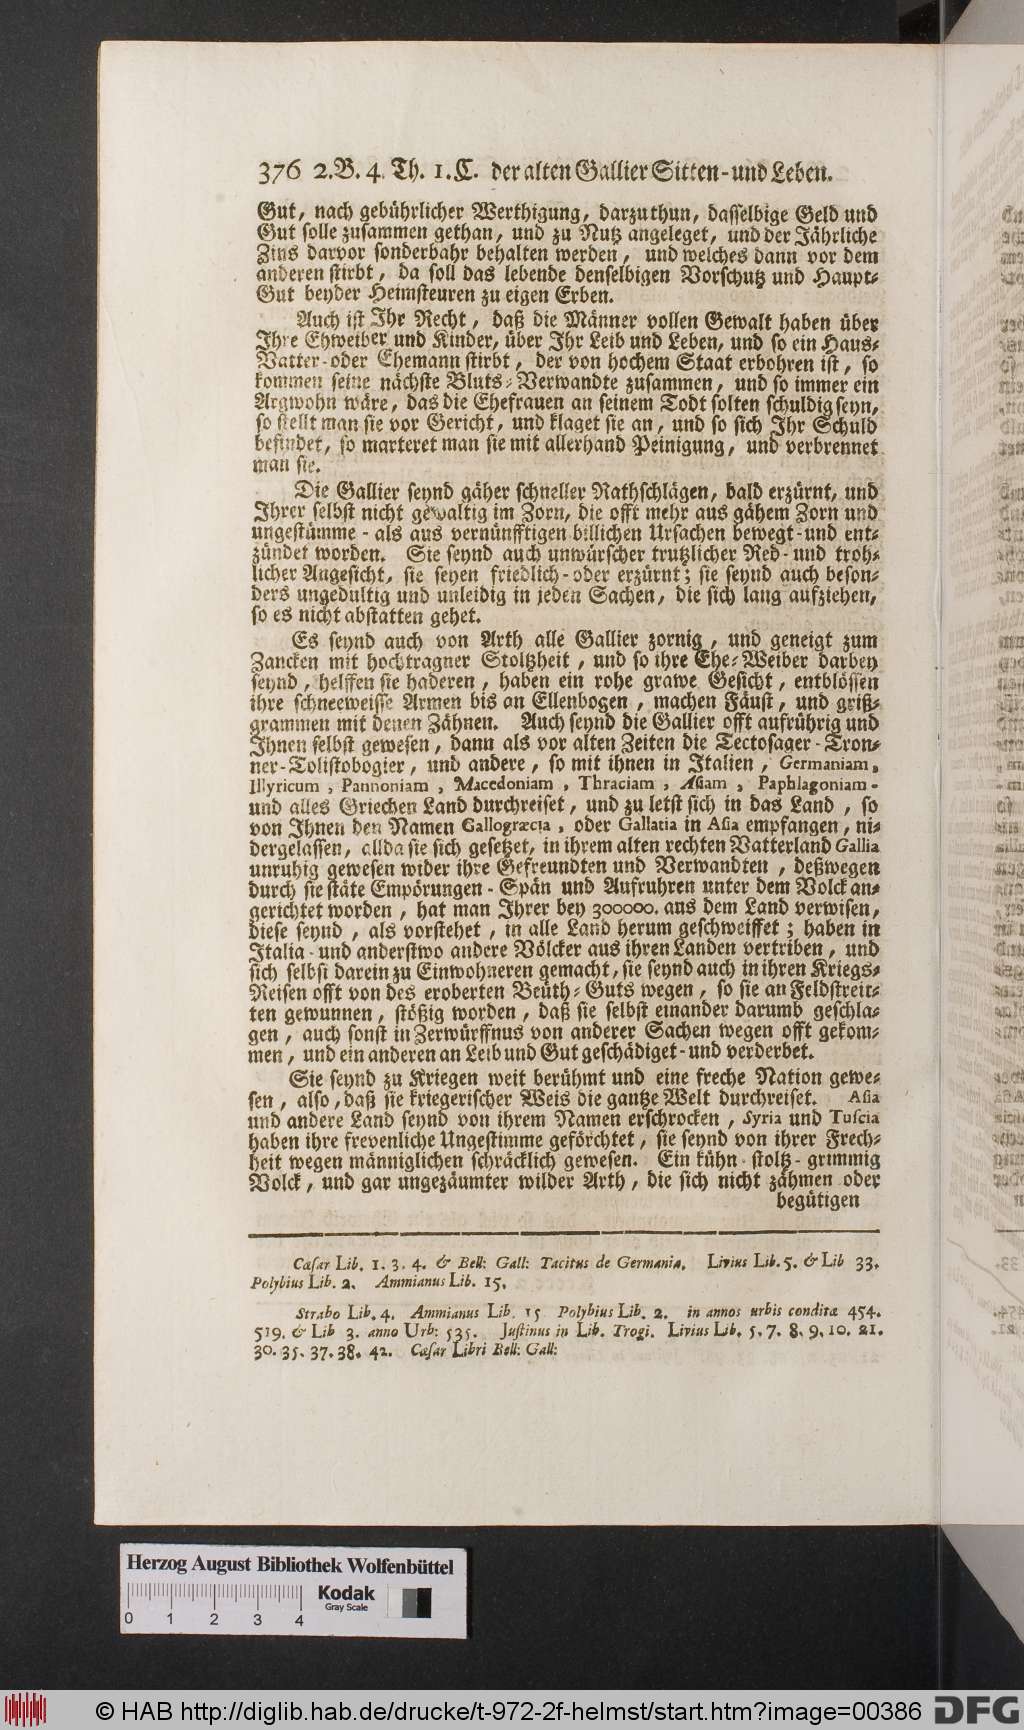 376 2.B. 4. Th. 1.C. der alten Gallier Sitten-und Leben.
Gut, nach gebührlicher Werthigung, darzuthun, dasselbige Geld und
Gut solle zusammen gethan, und zu Nutz angeleget, und der Jährliche
Zins darvor sonderbahr behalten werden, und welches dann vor dem
anderen stirbt, da soll das lebende denselbigen Vorschutz und Haupt-
Gut beyder Heimsteuren zu eigen Erben.
Auch ist Ihr Recht, daß die Männer vollen Gewalt haben über
Ihre Ehweiber und Kinder, über Ihr Leib und Leben, und so ein Haus-
Vatter-oder Ehemann stirbt, der von hochem Staat erbohren ist, so
kommen seine nächste Bluts-Verwandte zusammen, und so immer ein
Argwohn wäre, das die Ehefrauen an seinem Todt solten schuldig seyn,
so stellt man sie vor Gericht, und klaget sie an, und so sich Ihr Schuld
befindet, so marteret man sie mit allerhand Peinigung, und verbrennet
man sie.
Die Gallier seynd gäher schneller Rathschlägen, bald erzürnt, und
Ihrer selbst nicht gewaltig im Zorn, die offt mehr aus gähem Zorn und
ungestümme - als aus vernünfftigen billichen Ursachen bewegt-und ent-
zündet worden. Sie seynd auch unwürscher trutzlicher Red-und troh-
licher Angesicht, sie seyen friedlich-oder erzürnt; sie seynd auch beson-
ders ungedultig und unleidig in jeden Sachen, die sich lang aufziehen,
so es nicht abstatten gehet.
Es seynd auch von Arth alle Gallier zornig, und geneigt zum
Zancken mit hochtragner Stoltzheit, und so ihre Ehe-Weiber darbey
seynd, helffen sie haderen, haben ein rohe grawe Gesicht, entblössen
ihre schneeweisse Armen bis an Ellenbogen, machen Fäust, und griß-
grammen mit denen Zähnen. Auch seynd die Gallier offt aufrührig und
Ihnen selbst gewesen, dann als vor alten Zeiten die Tectosager-Tron-
ner-Tolistobogier, und andere, so mit ihnen in Italien, Germaniam,
Illyricum, Pannoniam, Macedoniam, Thraciam, Asiam, Paphlagoniam-
und alles Griechen Land durchreiset, und zu letst sich in das Land, so
von Ihnen den Namen Gallogræcia, oder Gallatia in Asia empfangen, ni-
dergelassen, allda sie sich gesetzet, in ihrem alten rechten Vatterland Gallia
unruhig gewesen wider ihre Gefreundten und Verwandten, deßwegen
durch sie stäte Empörungen-Spän und Aufruhren unter dem Volck an-
gerichtet worden, hat man Ihrer bey 300000. aus dem Land verwisen,
diese seynd, als vorstehet, in alle Land herum geschweiffet; haben in
Italia-und anderstwo andere Völcker aus ihren Landen vertriben, und
sich selbst darein zu Einwohneren gemacht, sie seynd auch in ihren Kriegs-
Reisen offt von des eroberten Beüth-Guts wegen, so sie an Feldstreit-
ten gewunnen, stößig worden, daß sie selbst einander darumb geschla-
gen, auch sonst in Zerwürffnus von anderer Sachen wegen offt gekom-
men, und ein anderen an Leib und Gut geschädiget-und verderbet.
Sie seynd zu Kriegen weit berühmt und eine freche Nation gewe-
sen, also, daß sie kriegerischer Weis die gantze Welt durchreiset. Asia
und andere Land seynd von ihrem Namen erschrocken, Syria und Tuscia
haben ihre frevenliche Ungestimme geförchtet, sie seynd von ihrer Frech-
heit wegen männiglichen schräcklich gewesen. Ein kühn-stoltz-grimmig
Volck, und gar ungezäumter wilder Arth, die sich nicht zähmen oder
begütigen
Cæsar Lib. 1. 3. 4. & Bell: Gall: Tacitus de Germania. Livius Lib. 5. & Lib 33.
Polybius Lib. 2. Ammianus Lib. 15.
Strabo Lib. 4. Ammianus Lib. 15 Polybius Lib. 2. in annos urbis conditæ 454.
519. & Lib 3. anno Urb: 535. Justinus in Lib. Trogi. Livius Lib. 5. 7. 8. 9. 10. 21.
30. 35. 37. 38. 42. Cæsar Libri Bell: Gall:
Herzog August Bibliothek Wolfenbüttel
0 1 2 3 4
Kodak
Gray Scale
© HAB http://diglib.hab.de/drucke/t-972-2f-helmst/start.htm?image=00386
DFG